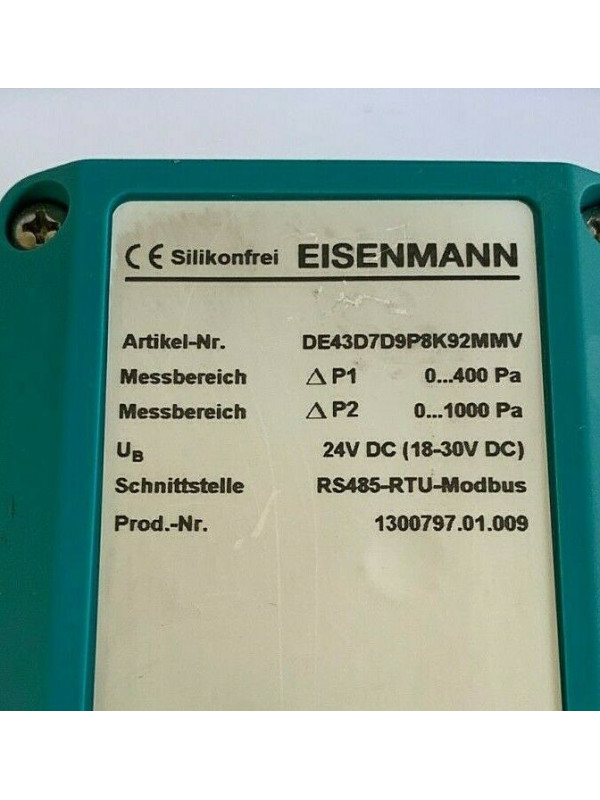 CE Silikonfrei EISENMANN
Artikel-Nr. DE43D7D9P8K92MMV
Messbereich △ P1 0...400 Pa
Messbereich △ P2 0...1000 Pa
UB 24V DC (18-30V DC)
Schnittstelle RS485-RTU-Modbus
Prod.-Nr. 1300797.01.009